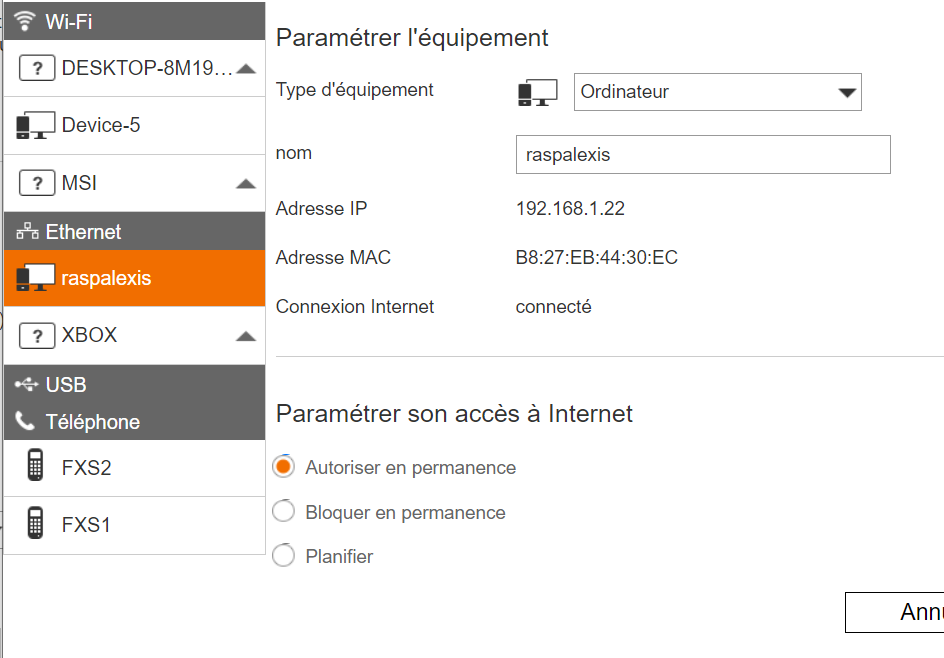 Wi-Fi
? DESKTOP-8M19...
Device-5
? MSI
Ethernet
raspalexis
? XBOX
USB
Téléphone
FXS2
FXS1
Paramétrer l'équipement
Type d'équipement Ordinateur
nom raspalexis
Adresse IP 192.168.1.22
Adresse MAC B8:27:EB:44:30:EC
Connexion Internet connecté
Paramétrer son accès à Internet
Autoriser en permanence
Bloquer en permanence
Planifier